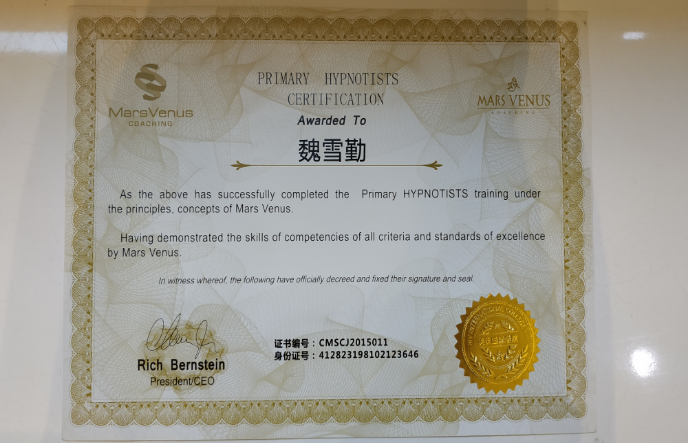 MarsVenus
COACHING
PRIMARY HYPNOTISTS
CERTIFICATION
MARS VENUS
COACHING
Awarded To
魏雪勤
As the above has successfully completed the Primary HYPNOTISTS training under
the principles, concepts of Mars Venus.
Having demonstrated the skills of competencies of all criteria and standards of excellence
by Mars Venus.
In witness whereof, the following have officially decreed and fixed their signature and seal.
Rich Bernstein
President/CEO
证书编号：CMSCJ2015011
身份证号：412823198102123646